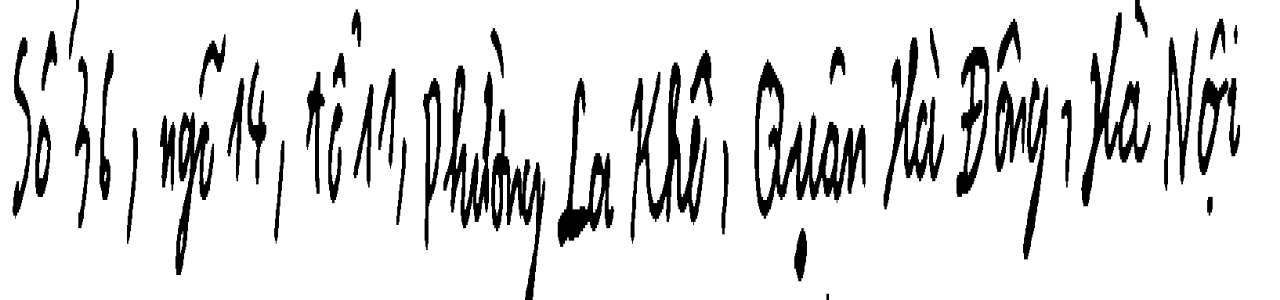 Số 36, ngõ 14, tổ 11, Phường La Khê, Quận Hà Đông, Hà Nội